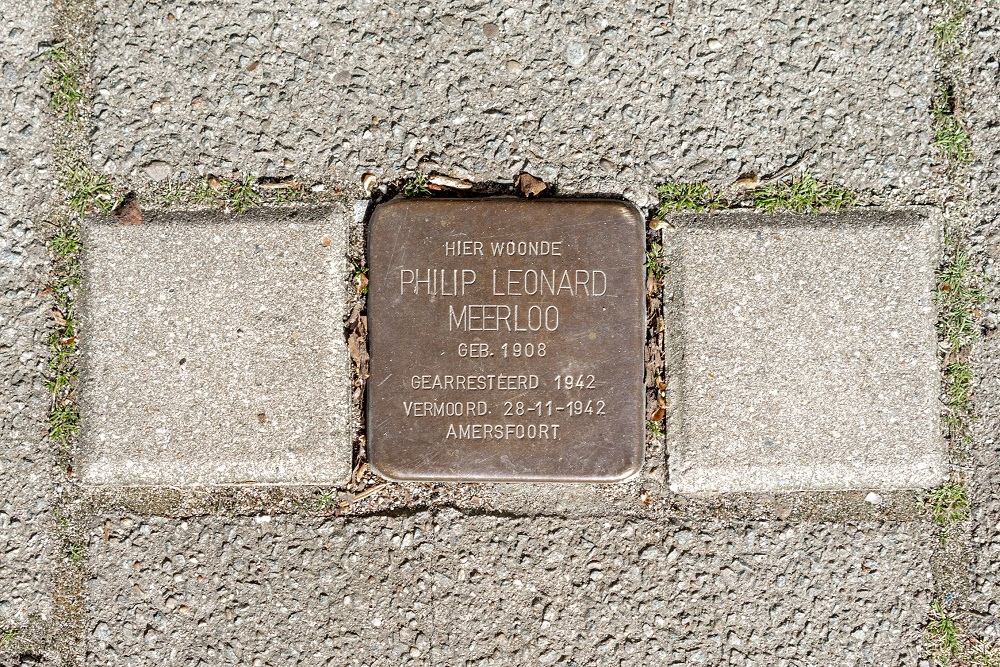 HIER WOONDE
PHILIP LEONARD
MEERLOO
GEB. 1908
GEARRESTEERD 1942
VERMOORD. 28-11-1942
AMERSFOORT